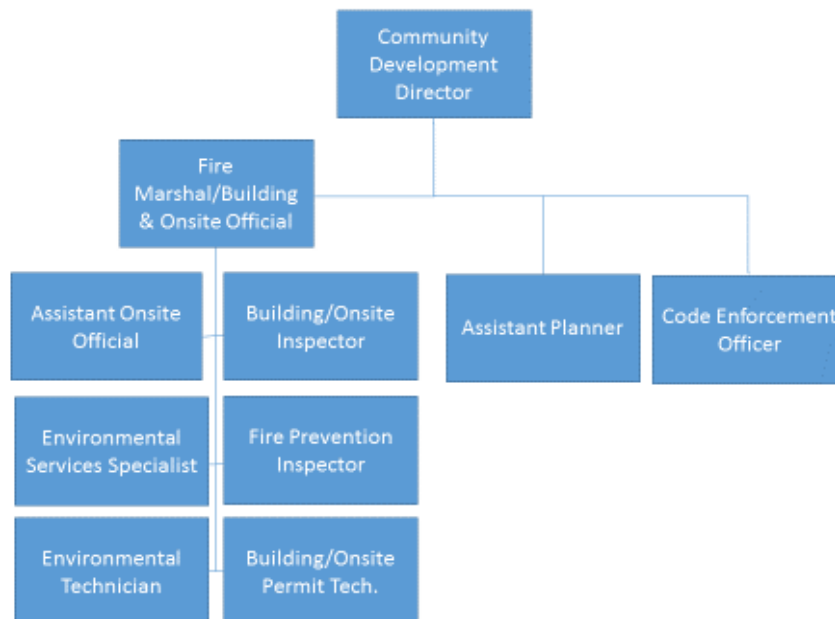 Community
Development
Director
Fire
Marshal/Building
& Onsite Official
Assistant Onsite
Official
Building/Onsite
Inspector
Assistant Planner
Code Enforcement
Officer
Environmental
Services Specialist
Fire Prevention
Inspector
Environmental
Technician
Building/Onsite
Permit Tech.